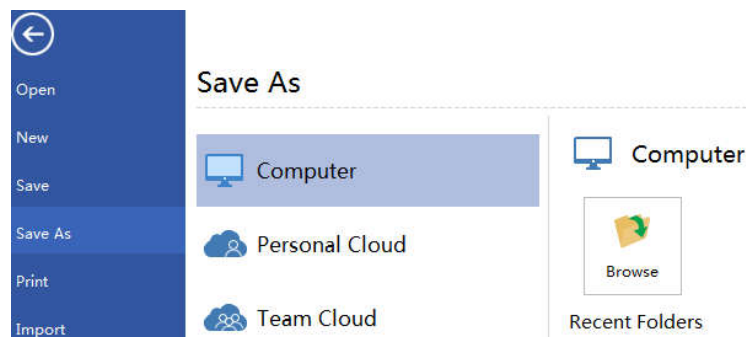 Open
New
Save
Save As
Print
Import
Save As
Computer
Personal Cloud
Team Cloud
Computer
Browse
Recent Folders